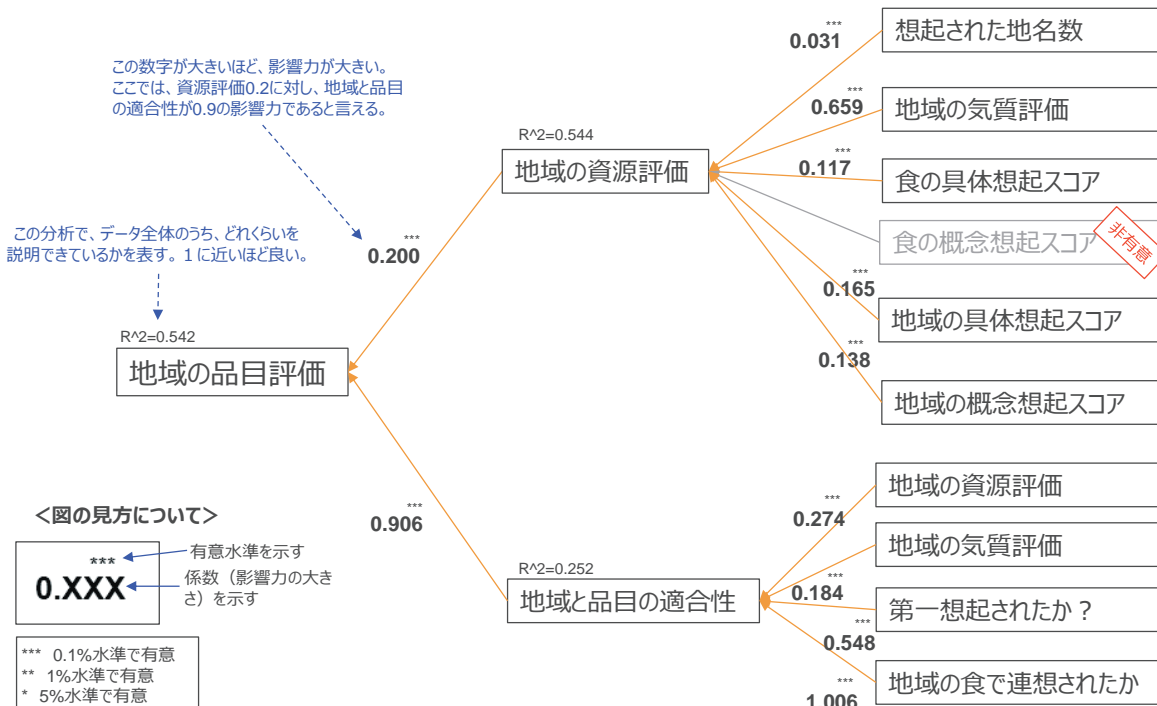 ***
0.031
想起された地名数
この数字が大きいほど、影響力が大きい。
ここでは、資源評価0.2に対し、地域と品目
の適合性が0.9の影響力であると言える。
***
0.659
地域の気質評価
R^2=0.544
地域の資源評価
***
0.117
食の具体想起スコア
この分析で、データ全体のうち、どれくらいを
説明できているかを表す。1に近いほど良い。
***
0.200
食の概念想起スコア
非有意
***
0.165
地域の具体想起スコア
R^2=0.542
地域の品目評価
***
0.138
地域の概念想起スコア
***
0.906
***
0.274
地域の資源評価
<図の見方について>
***
0.XXX
有意水準を示す
係数（影響力の大き
さ）を示す
地域の気質評価
R^2=0.252
地域と品目の適合性
***
0.184
第一想起されたか？
***
0.548
地域の食で連想されたか
***
1.006
*** 0.1%水準で有意
** 1%水準で有意
* 5%水準で有意